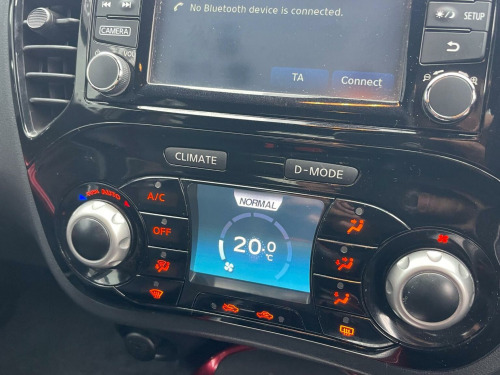 No Bluetooth device is connected.
CAMERA
SETUP
TA Connect
CLIMATE
D-MODE
A/C
NORMAL
OFF
20.0
°C